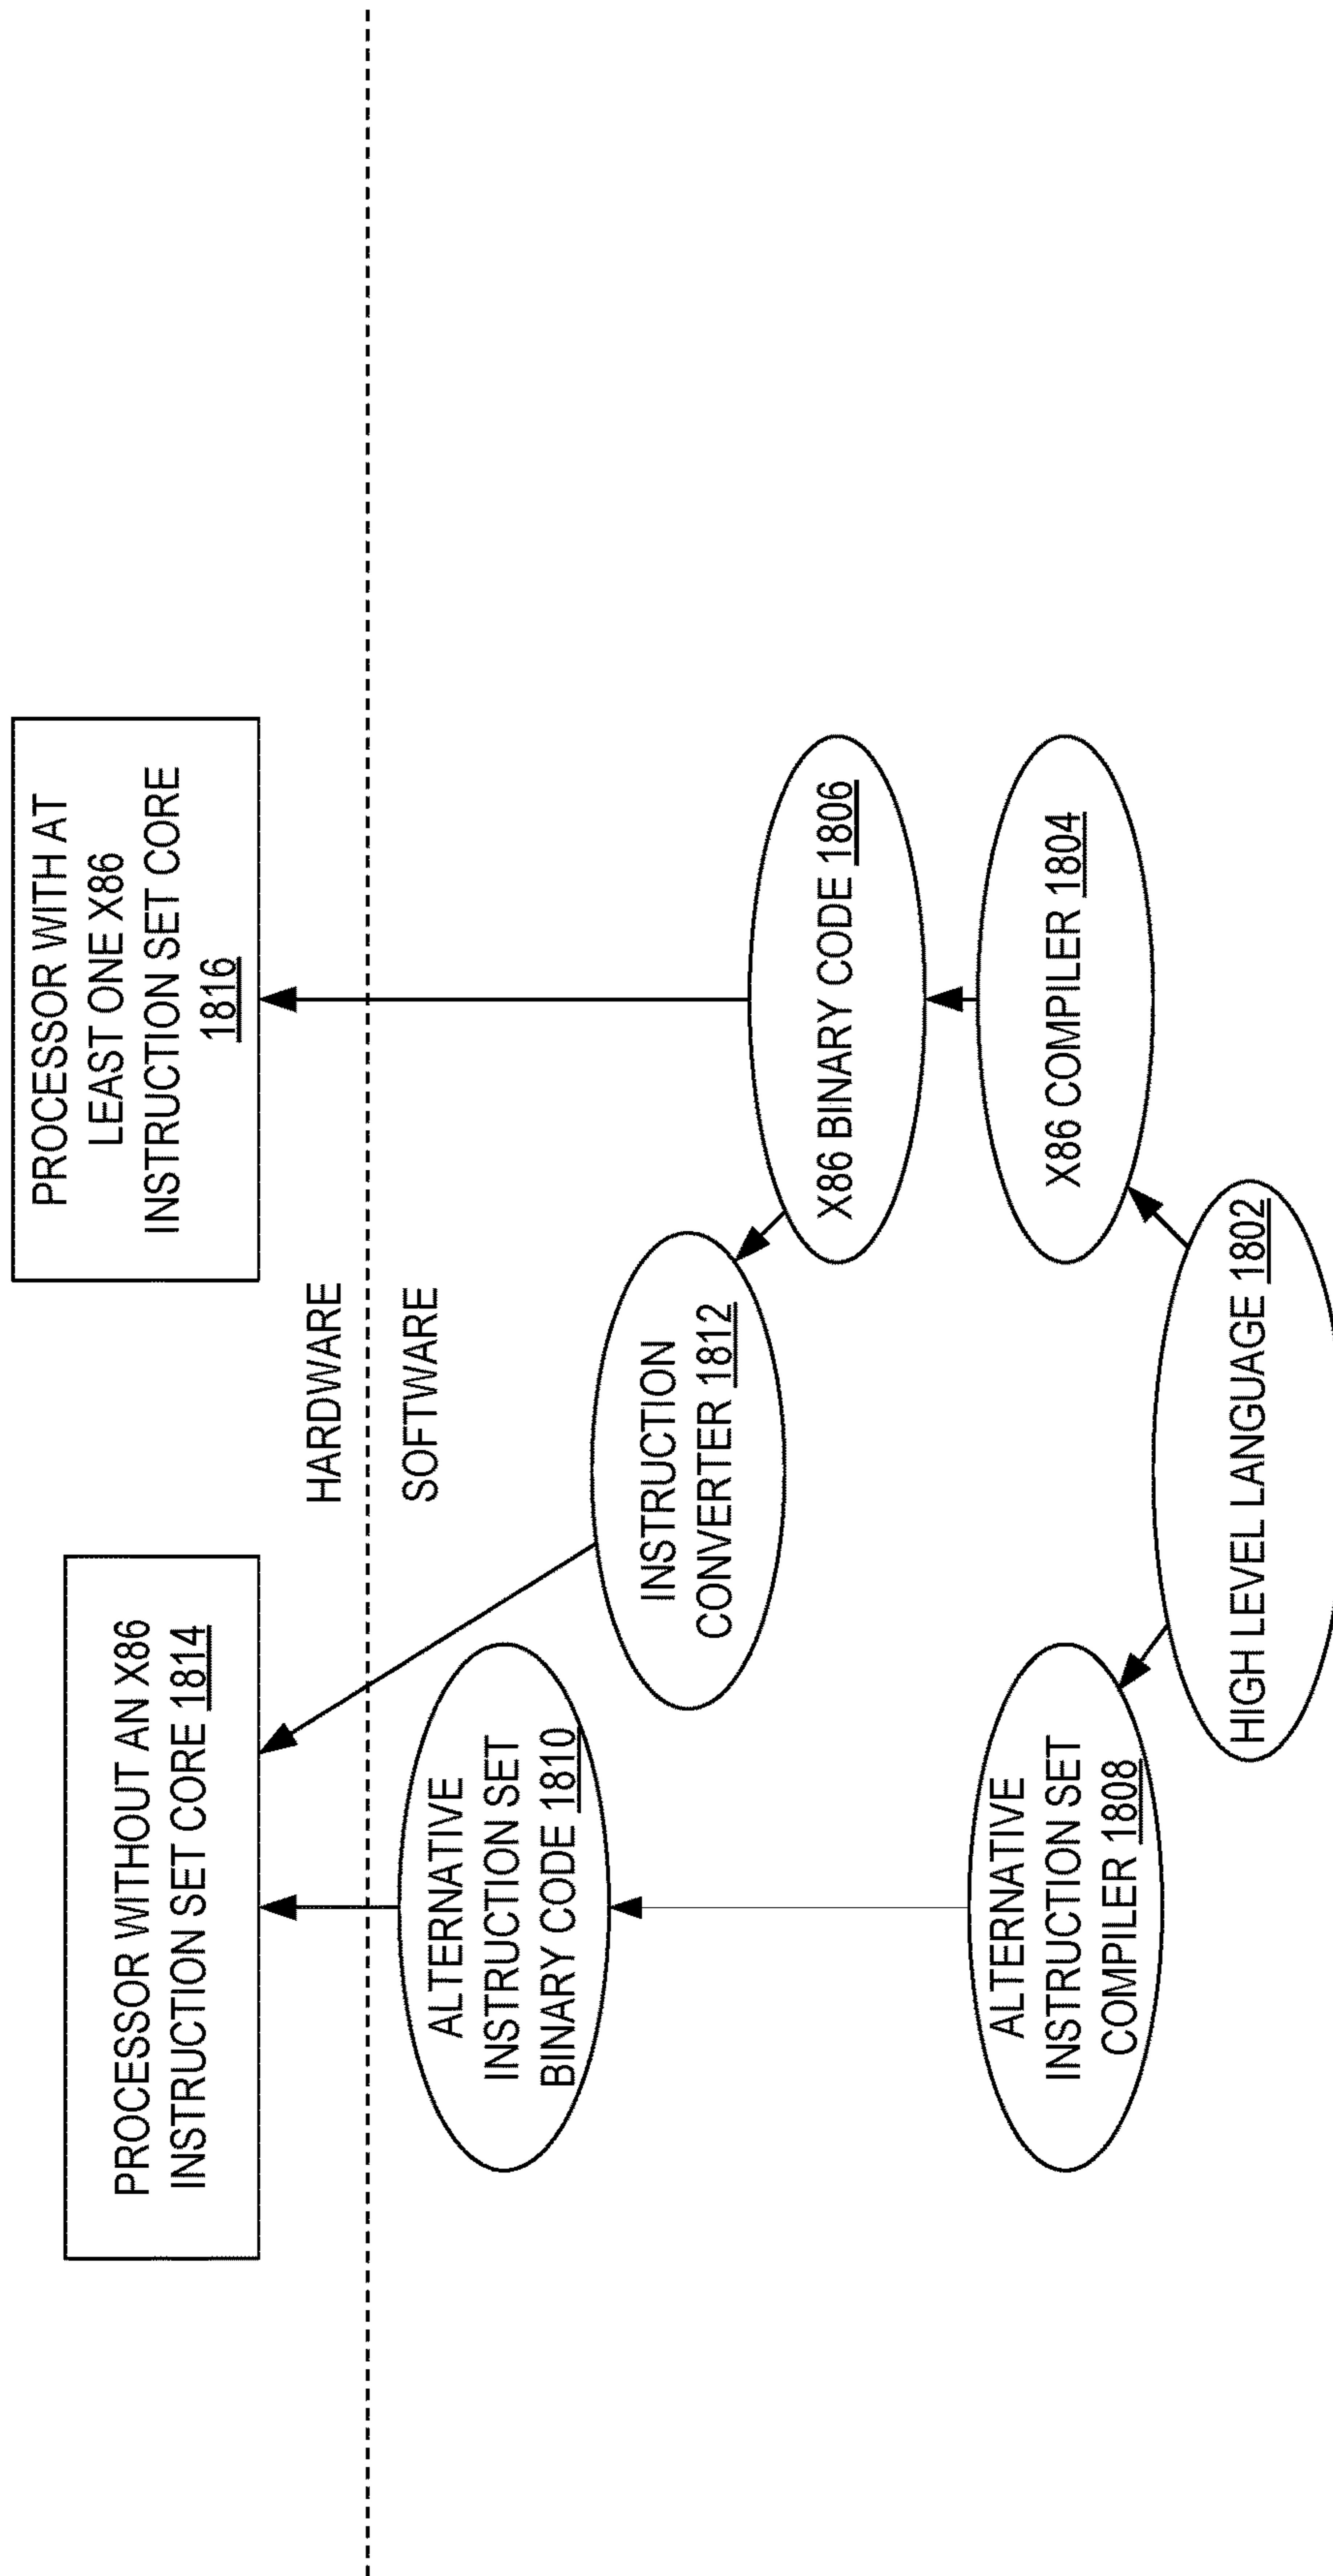 PROCESSOR WITHOUT AN X86
INSTRUCTION SET CORE 1814
PROCESSOR WITH AT
LEAST ONE X86
INSTRUCTION SET CORE
1816
HARDWARE
SOFTWARE
ALTERNATIVE
INSTRUCTION SET
BINARY CODE 1810
INSTRUCTION
CONVERTER 1812
X86 BINARY CODE 1806
ALTERNATIVE
INSTRUCTION SET
COMPILER 1808
X86 COMPILER 1804
HIGH LEVEL LANGUAGE 1802